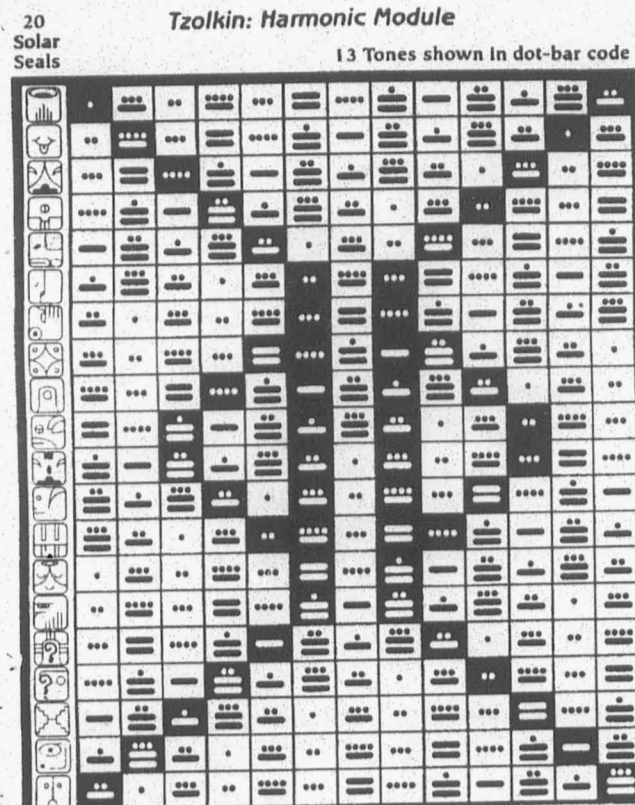 20
Solar
Seals
Tzolkin: Harmonic Module
13 Tones shown in dot-bar code